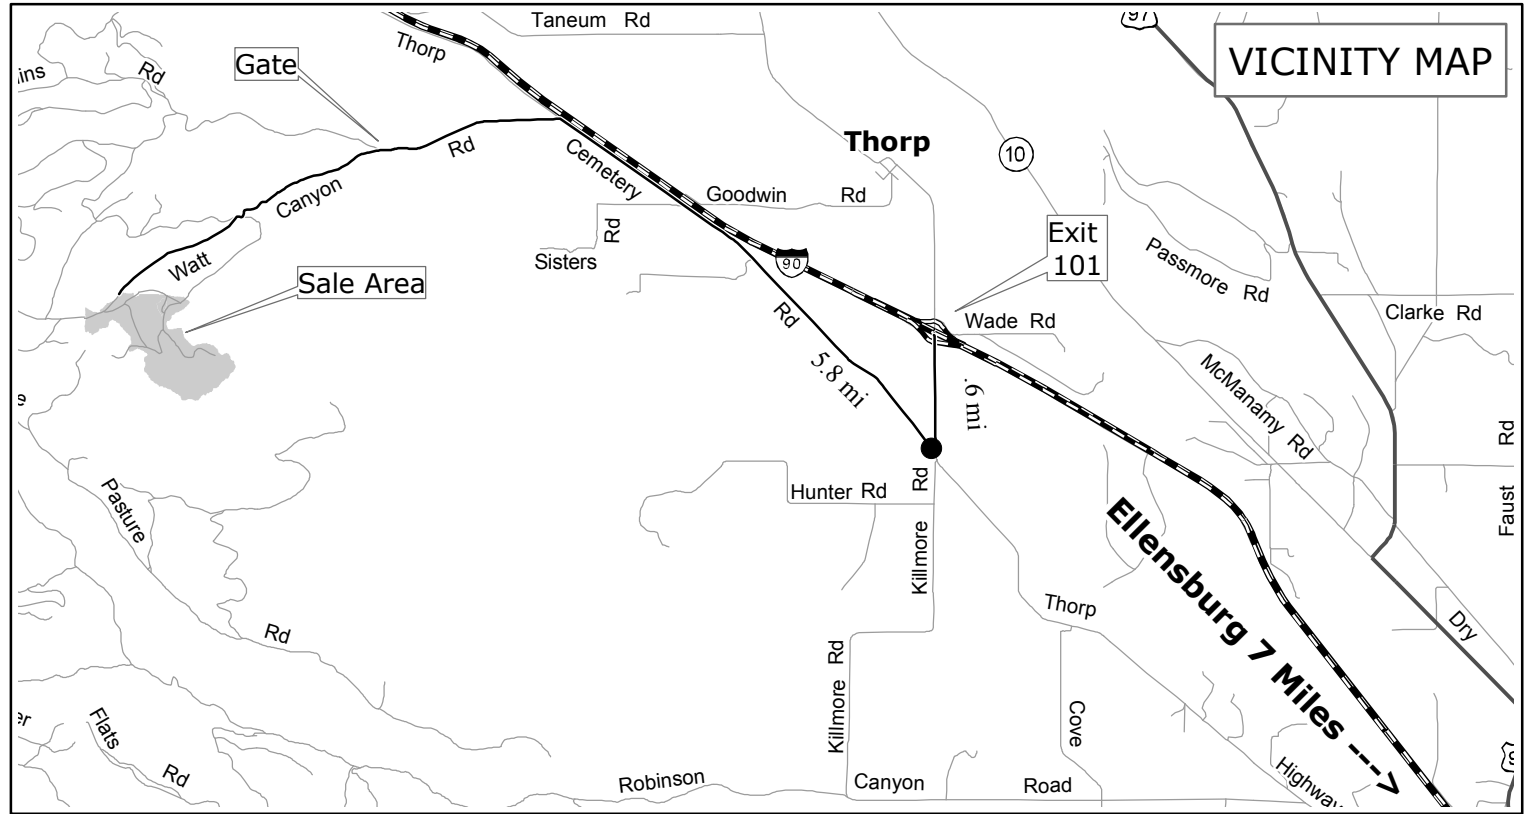 Taneum Rd
97
VICINITY MAP
Thorp
Gate
ins
Rd
Thorp
10
Rd
Cemetery
Canyon
Goodwin Rd
Rd
Sisters
Exit
101
Passmore Rd
90
Watt
Sale Area
Rd
Wade Rd
Clarke Rd
5.8 mi
.6 mi
McManamy Rd
e
Rd
Faust
Hunter Rd
Rd
Killmore
Pasture
Rd
Ellensburg 7 Miles ---->
Thorp
Dry
Killmore Rd
Cove
er
Flats
Rd
Robinson Canyon Road
Highway